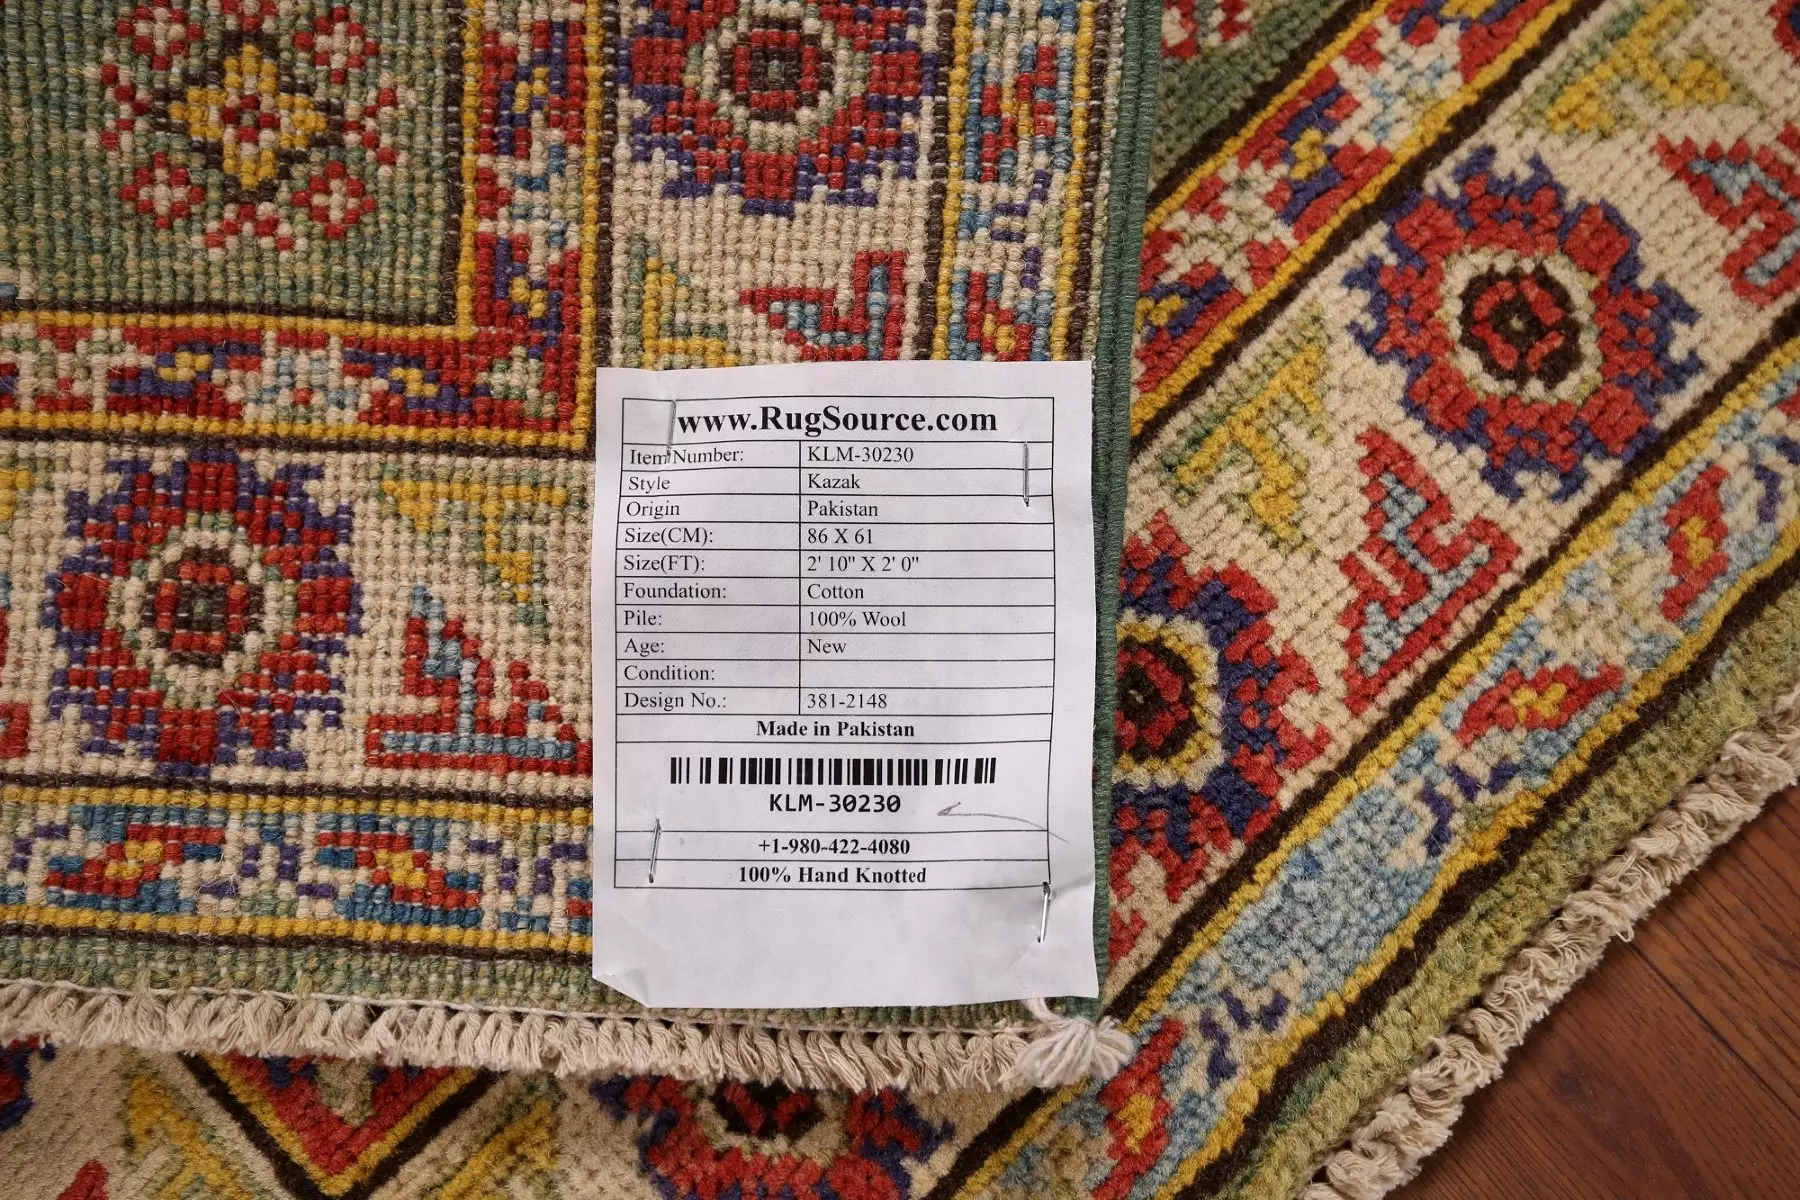 www.RugSource.com
Item Number: KLM-30230
Style Kazak
Origin Pakistan
Size(CM): 86 X 61
Size(FT): 2' 10" X 2' 0"
Foundation: Cotton
Pile: 100% Wool
Age: New
Condition:
Design No.: 381-2148
Made in Pakistan
KLM-30230
+1-980-422-4080
100% Hand Knotted